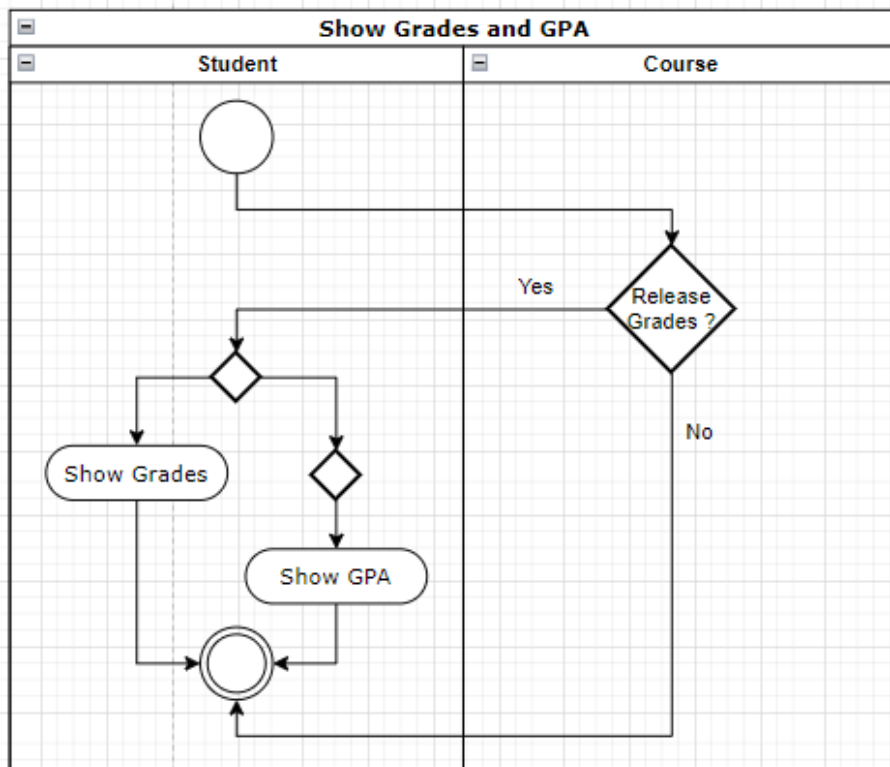 Show Grades and GPA
Student
Course
Yes
Release
Grades ?
No
Show Grades
Show GPA